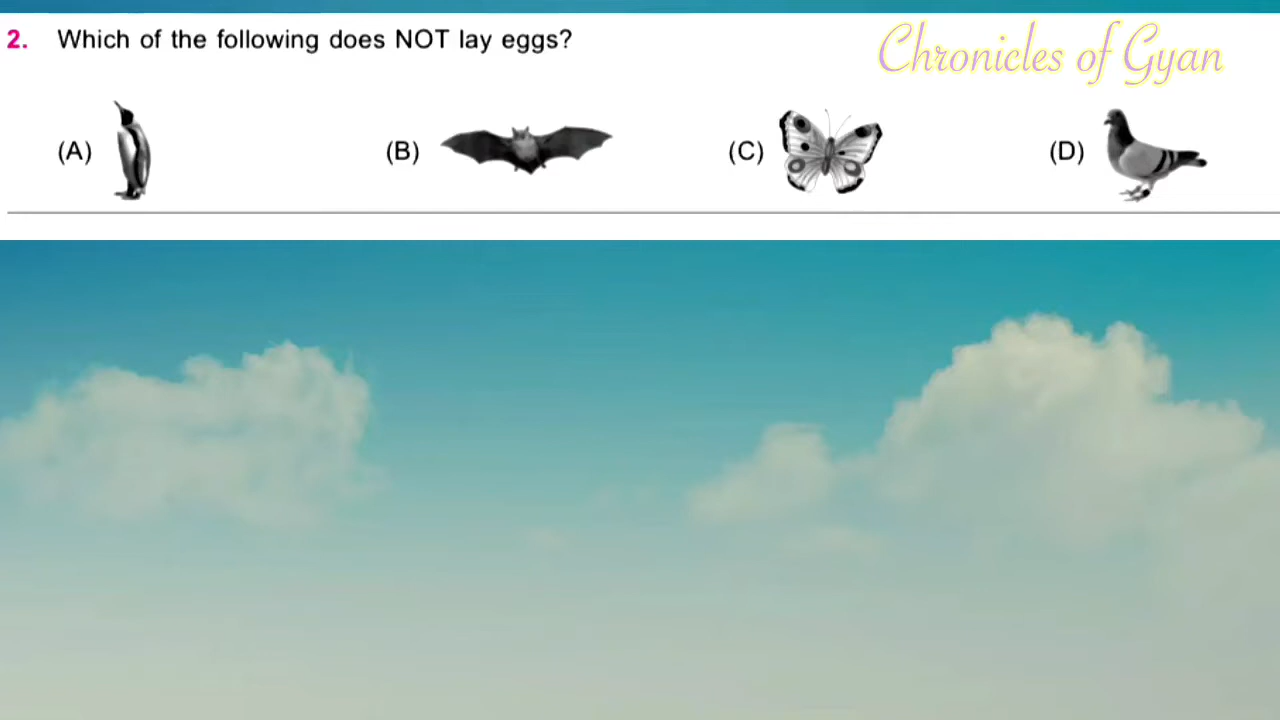 2. Which of the following does NOT lay eggs?
Chronicles of Gyan
(A) (B) (C) (D)